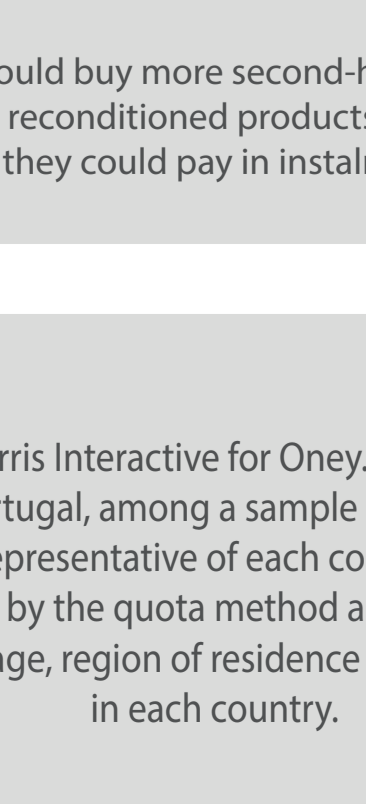 ould buy more second-h
reconditioned products
they could pay in instal
rris Interactive for Oney.
rtugal, among a sample
epresentative of each co
by the quota method a
age, region of residence
in each country.